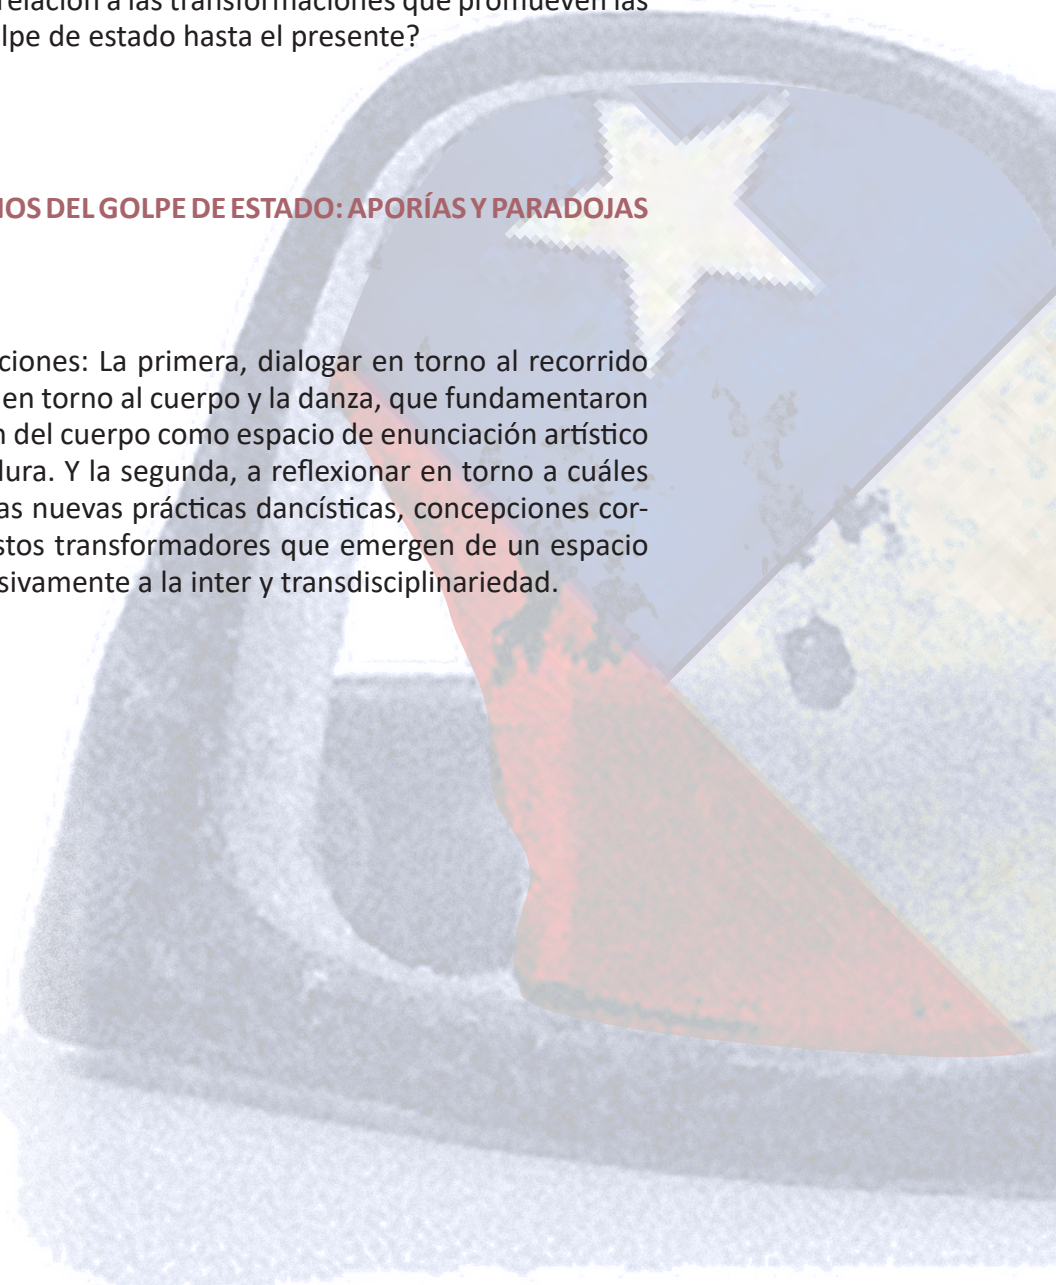 relación a las transformaciones que promueven las
lpe de estado hasta el presente?
OS DEL GOLPE DE ESTADO: APORÍAS Y PARADOJAS
ciones: La primera, dialogar en torno al recorrido
en torno al cuerpo y la danza, que fundamentaron
n del cuerpo como espacio de enunciación artístico
dura. Y la segunda, a reflexionar en torno a cuáles
as nuevas prácticas dancísticas, concepciones cor-
stos transformadores que emergen de un espacio
sivamente a la inter y transdisciplinariedad.